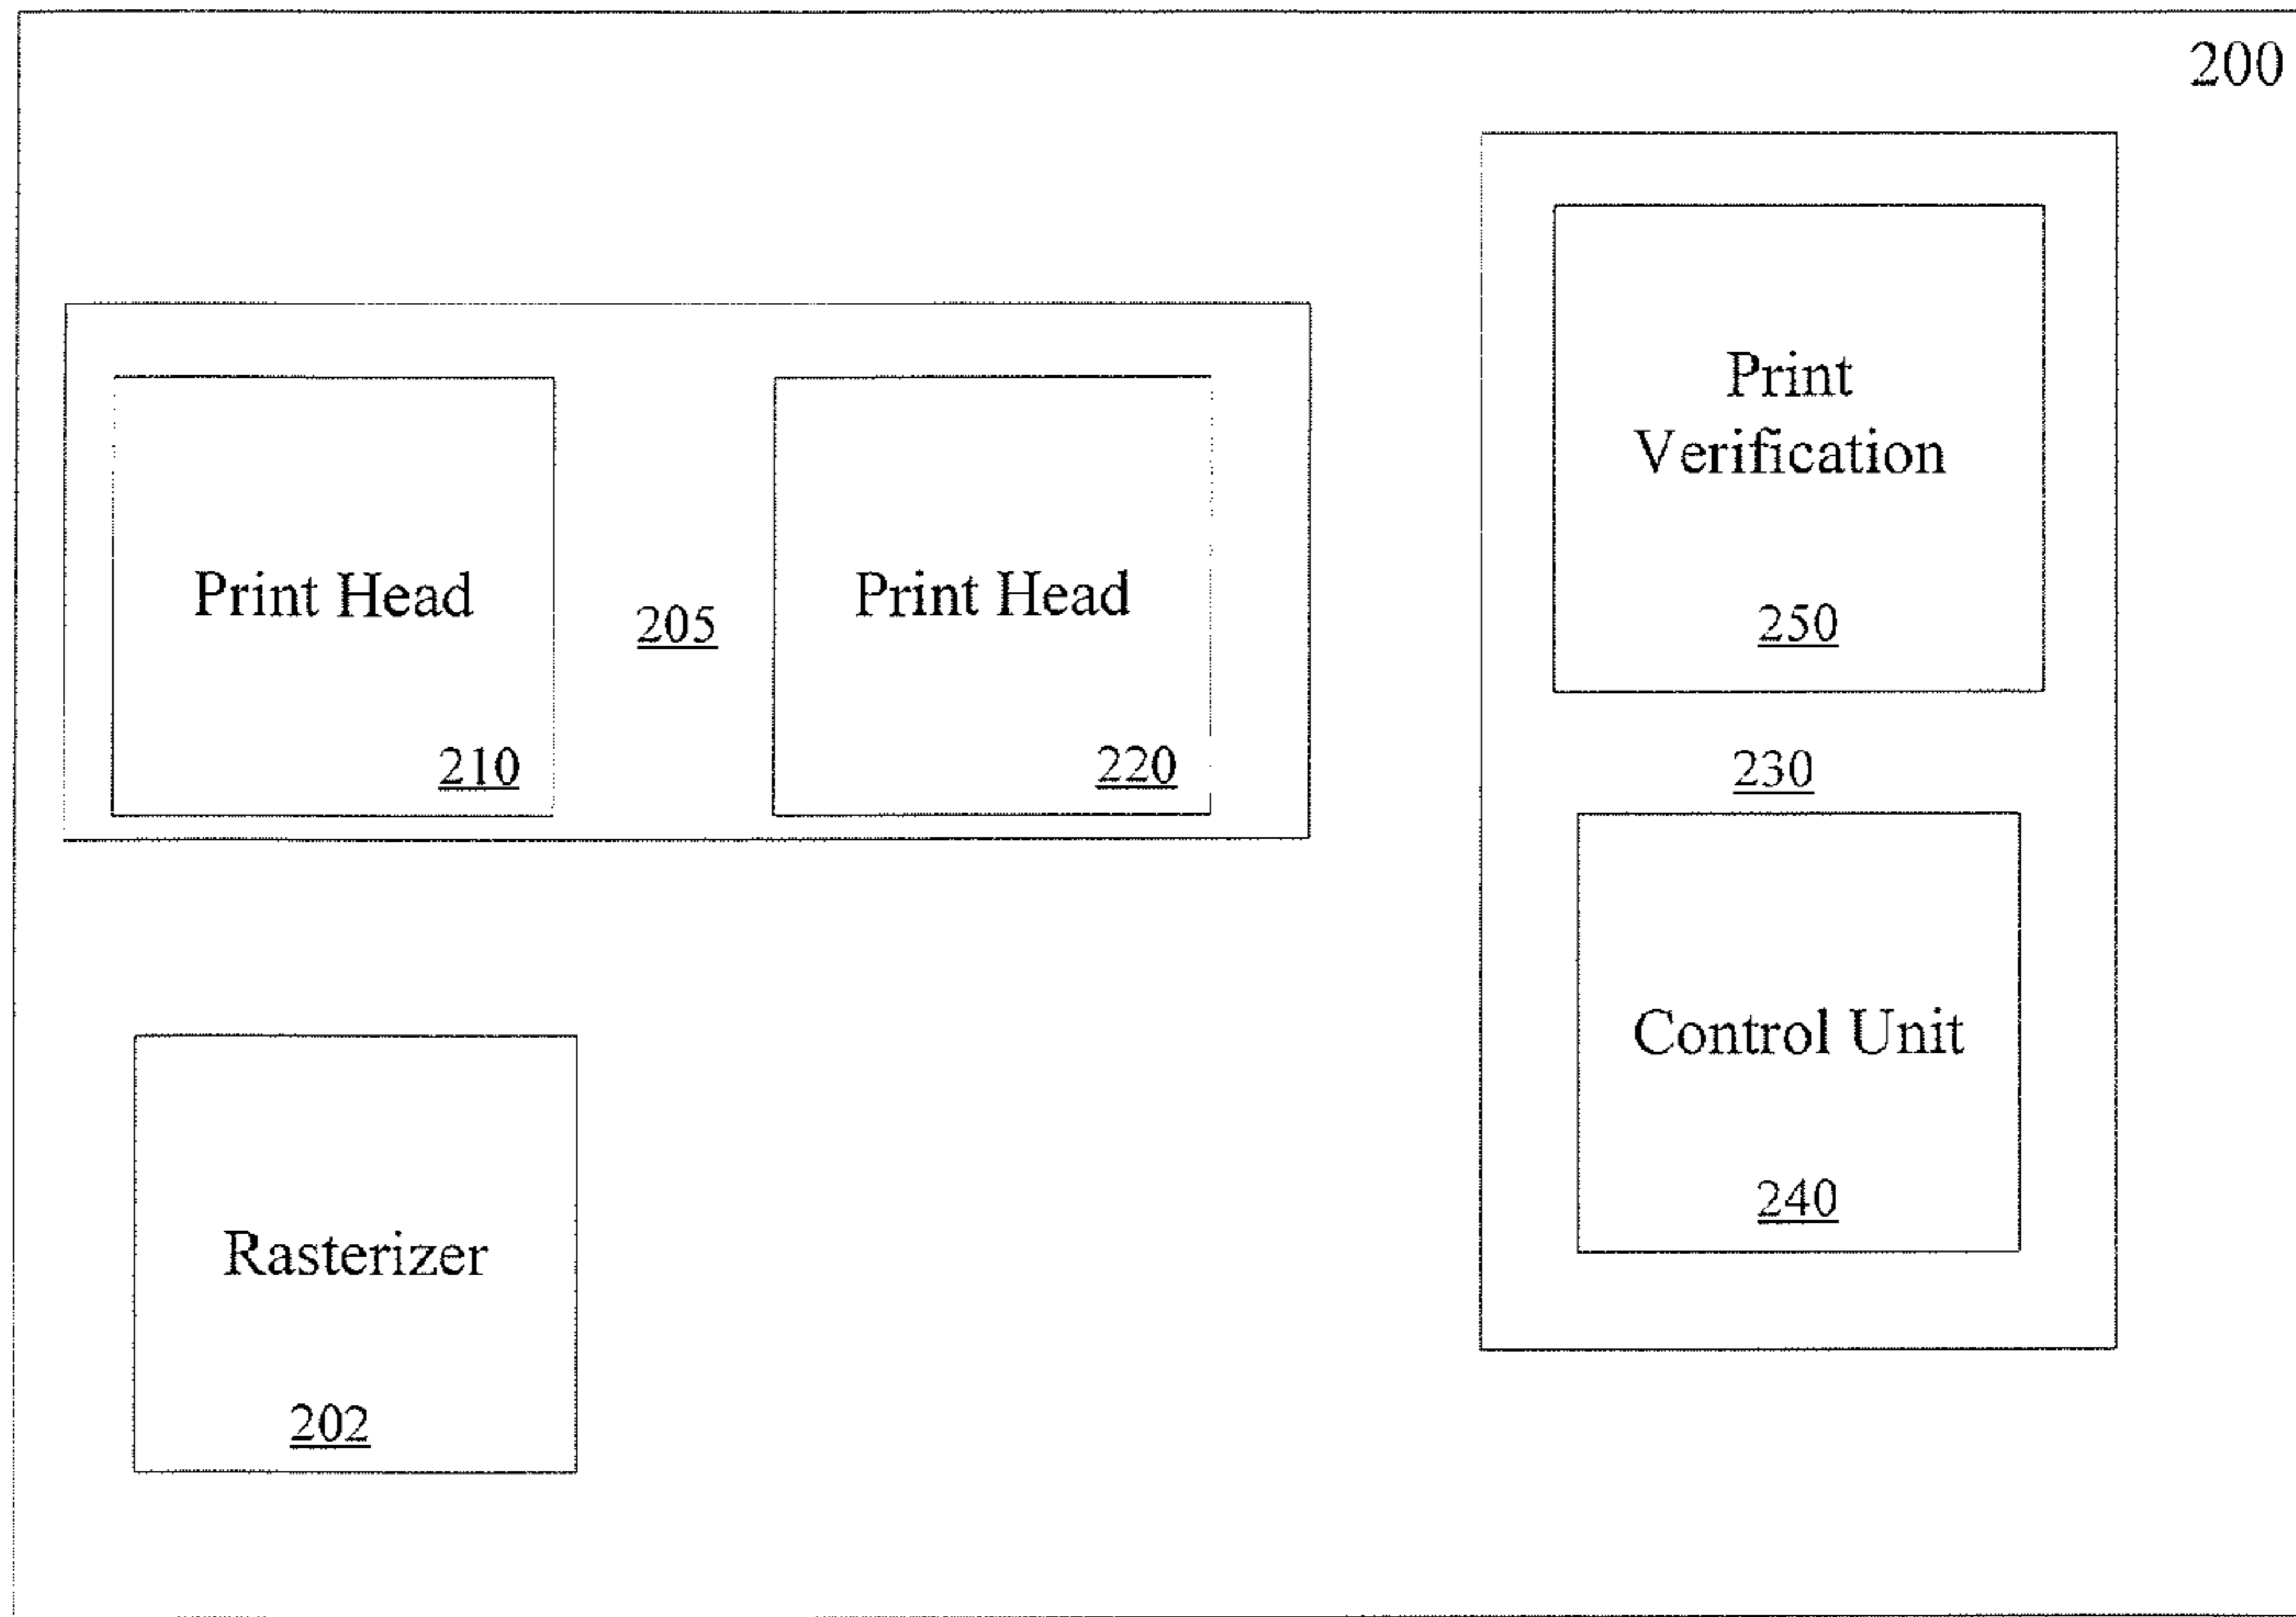 200
Print Head
210
205
Print Head
220
Print
Verification
250
230
Control Unit
240
Rasterizer
202